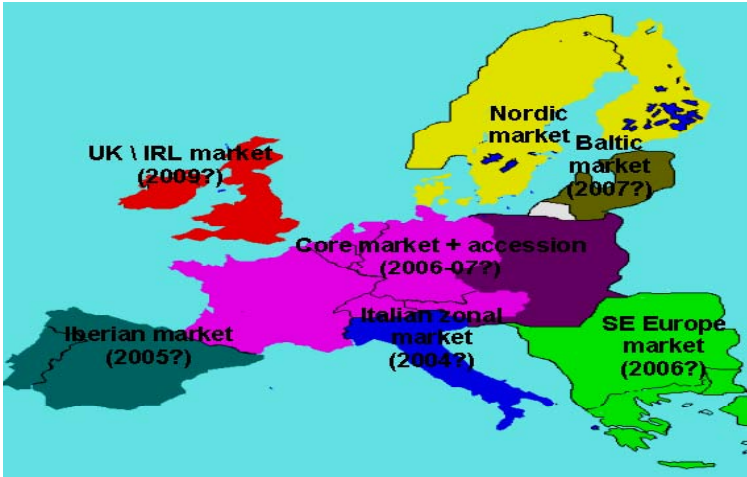 Nordic
market
Baltic
market
(2007?)
UK \ IRL market
(2009?)
Core market + accession
(2006-07?)
Italian zonal
market
(2004?)
Iberian market
(2005?)
SE Europe
market
(2006?)